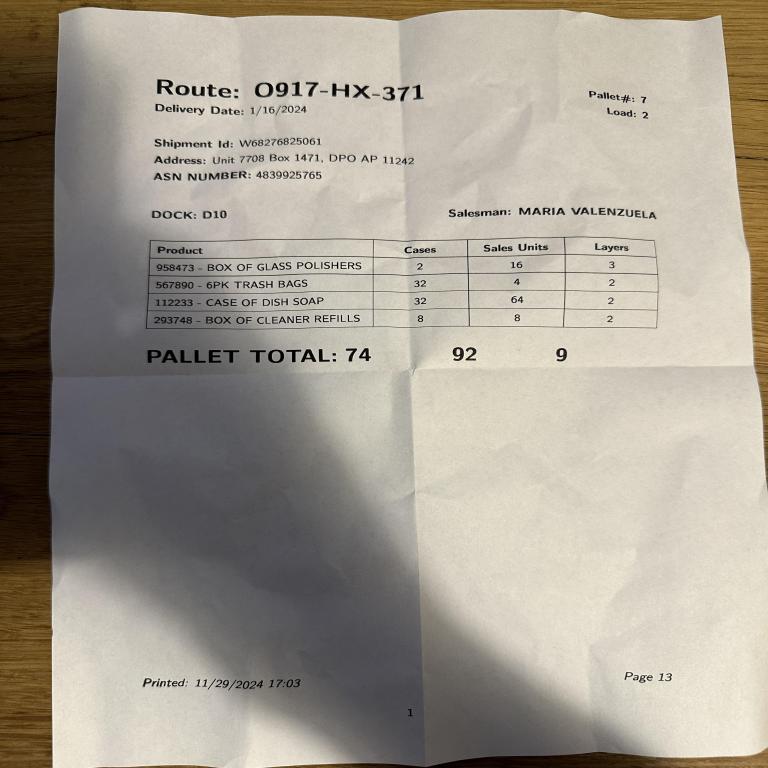 Route: O917-HX-371
Pallet#: 7
Delivery Date: 1/16/2024
Load: 2
Shipment Id: W68276825061
Address: Unit 7708 Box 1471, DPO AP 11242
ASN NUMBER: 4839925765
DOCK: D10 Salesman: MARIA VALENZUELA
Product Cases Sales Units Layers
958473 - BOX OF GLASS POLISHERS 2 16 3
567890 - 6PK TRASH BAGS 32 4 2
112233 - CASE OF DISH SOAP 32 64 2
293748 - BOX OF CLEANER REFILLS 8 8 2
PALLET TOTAL: 74 92 9
Printed: 11/29/2024 17:03 Page 13
1